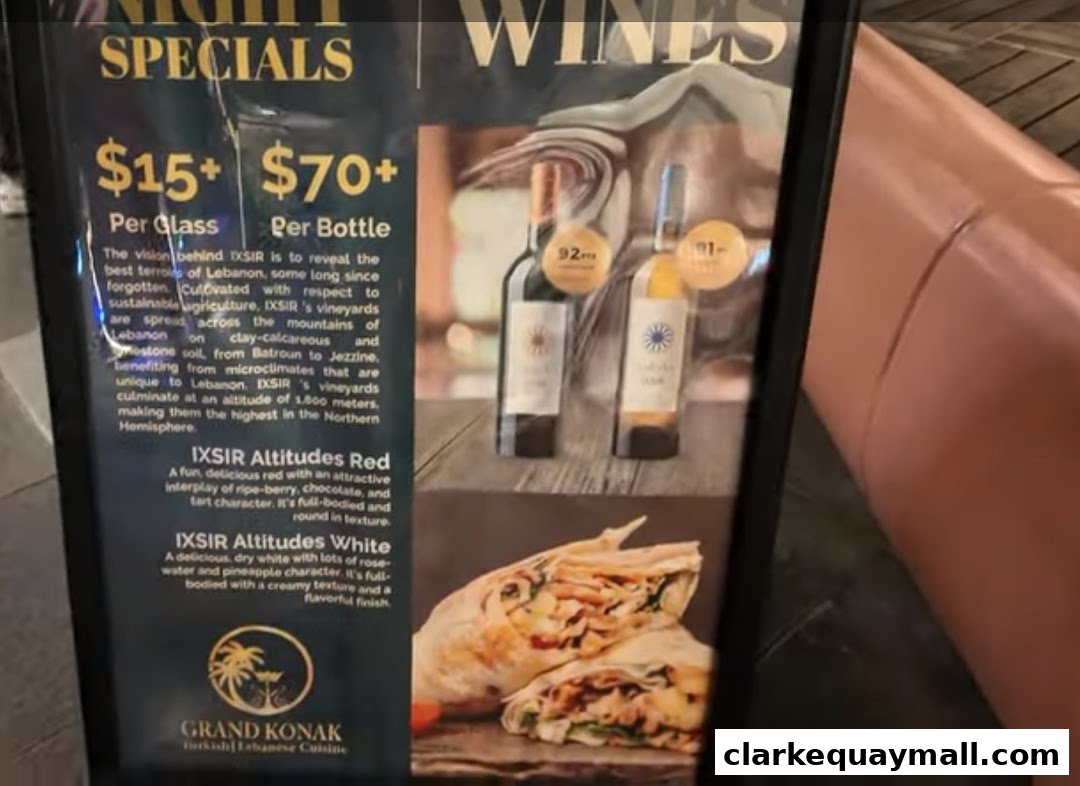 NIGHT
SPECIALS
WINES
$15+
$70+
Per Glass
Per Bottle
The vision behind IXSIR is to reveal the
best terroirs of Lebanon, some long since
forgotten. Cultivated with respect to
sustainable agriculture, IXSIR 's vineyards
are spread across the mountains of
Lebanon on clay-calcareous and
limestone soil, from Batroun to Jezzine,
benefiting from microclimates that are
unique to Lebanon. IXSIR 's vineyards
culminate at an altitude of 1,800 meters,
making them the highest in the Northern
Hemisphere.
IXSIR Altitudes Red
A fun, delicious red with an attractive
interplay of ripe-berry, chocolate, and
tart character. It's full-bodied and
round in texture.
IXSIR Altitudes White
A delicious, dry white with lots of rose-
water and pineapple character. It's full-
bodied with a creamy texture and a
flavorful finish.
92 PTS
91
GRAND KONAK
Turkish | Lebanese Cuisine
clarkequaymall.com